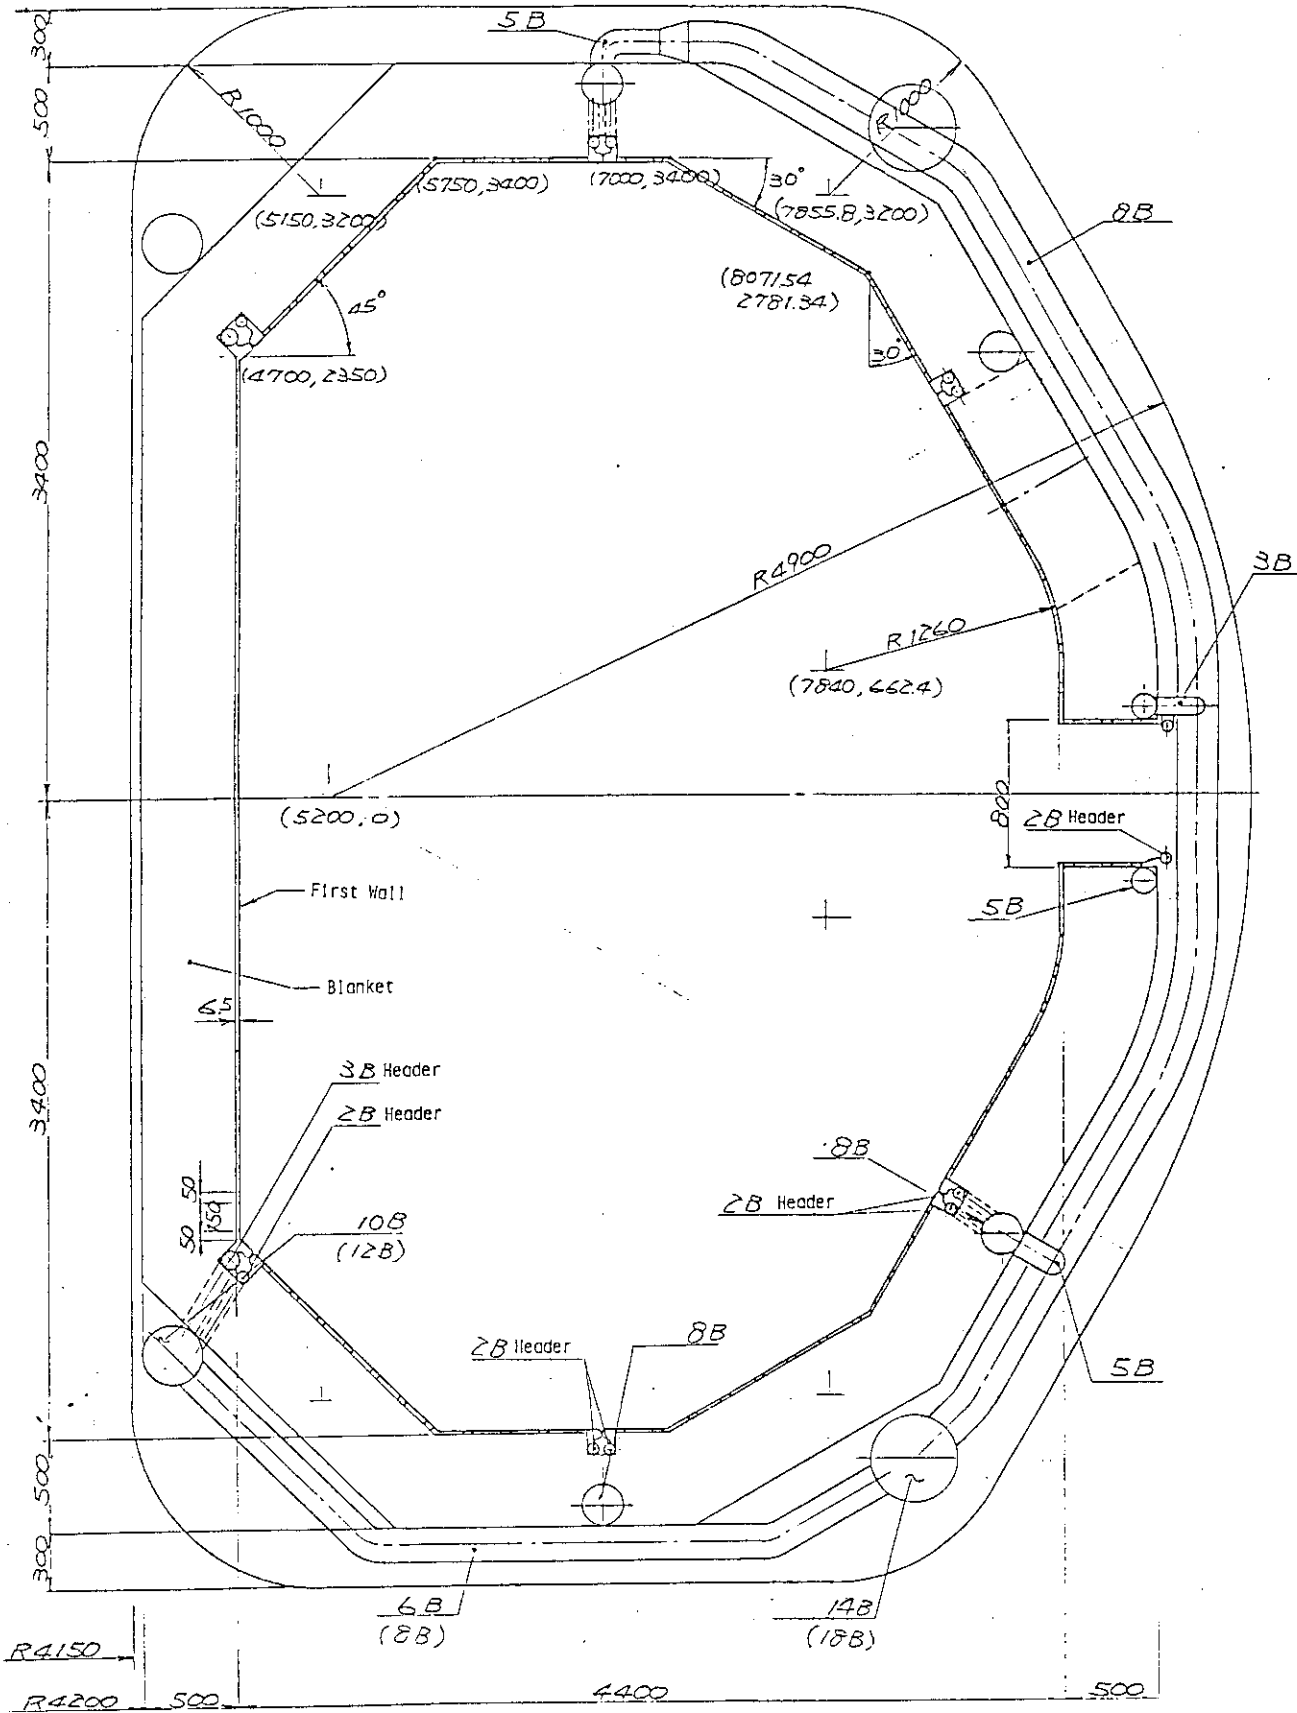 5B
300
500
R1000
R1000
(5750,3400)
(7000,3400)
30°
(5150,3200)
(7855.8,3200)
8B
(8071.54
2781.34)
45°
30°
(4700,2350)
3400
R4900
3B
R1260
(7840,662.4)
(5200,0)
800
2B Header
First Wall
5B
Blanket
6.5
3B Header
2B Header
3400
8B
50
150
50
2B Header
10B
(12B)
8B
2B Header
5B
500
300
6B
(8B)
14B
(18B)
R4150
R4200
500
4400
500